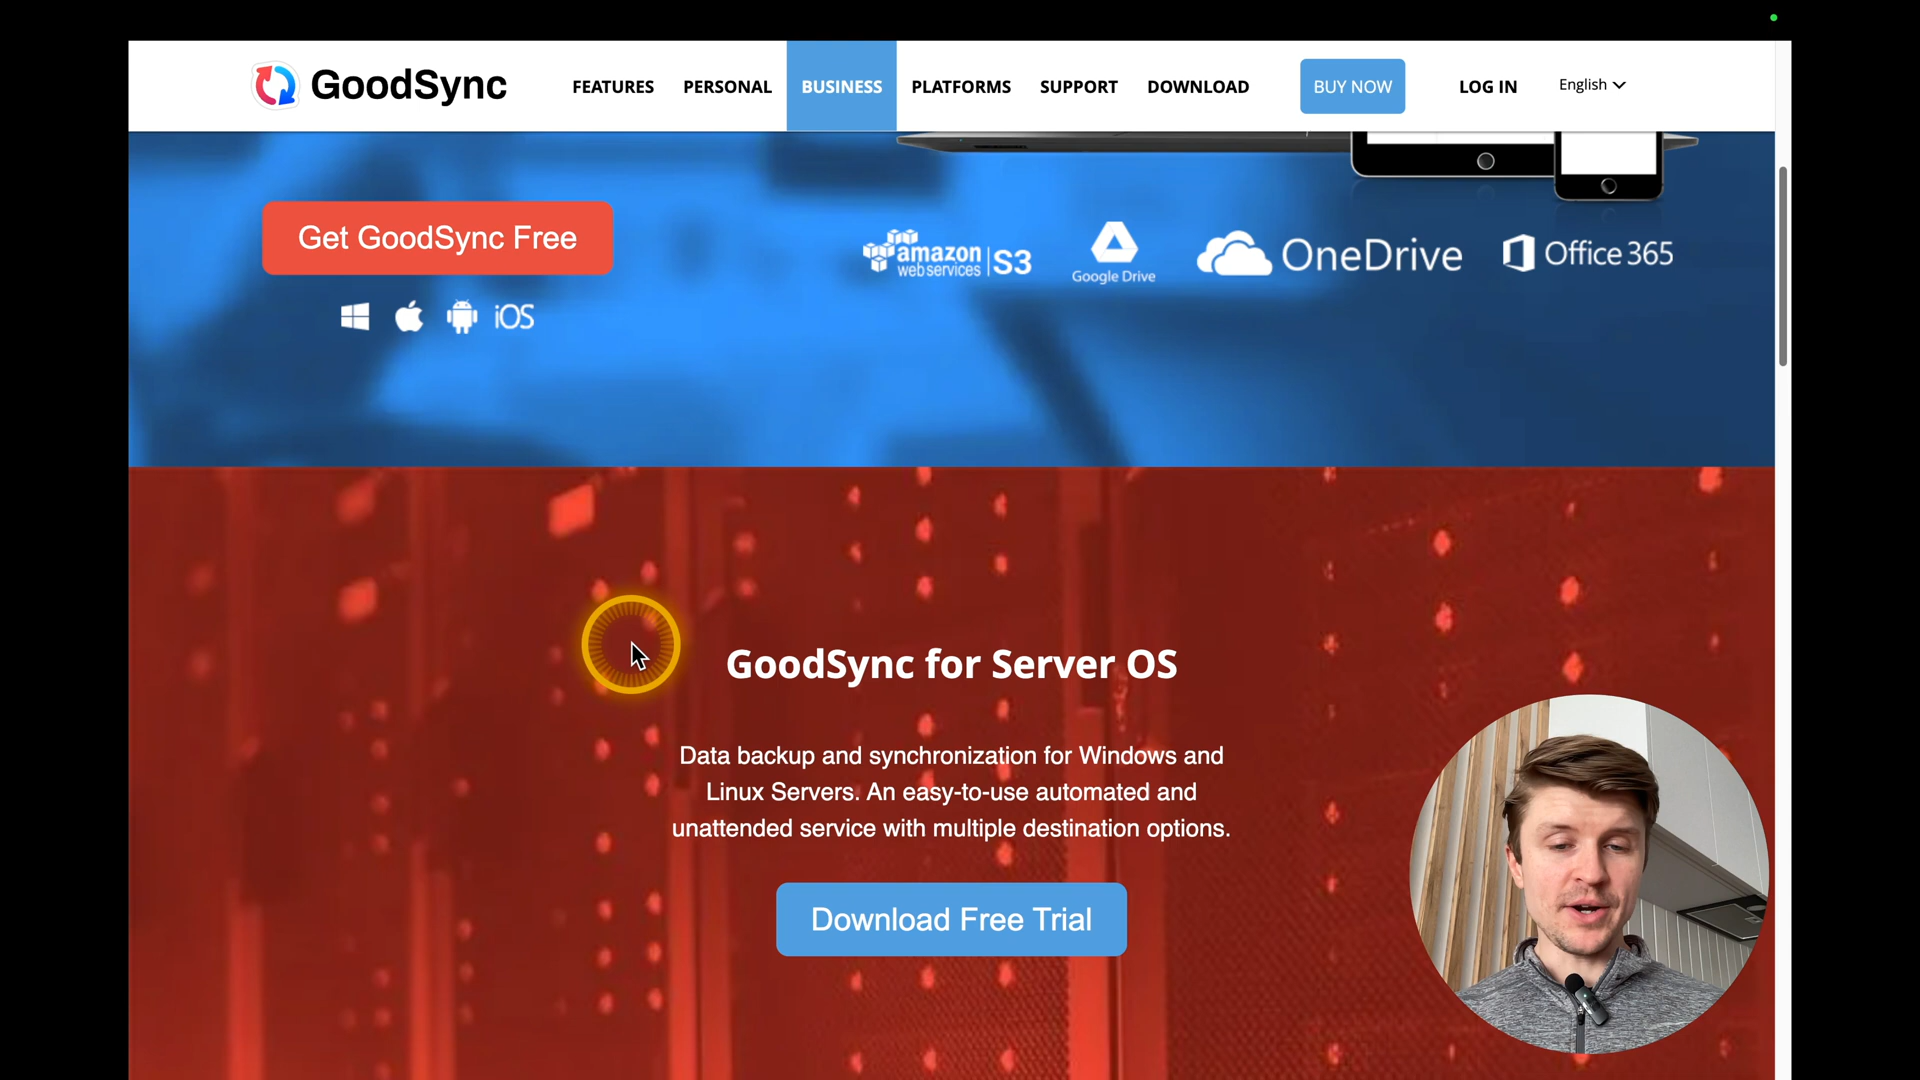 GoodSync
FEATURES PERSONAL BUSINESS PLATFORMS SUPPORT DOWNLOAD BUY NOW LOG IN English
Get GoodSync Free
iOS
amazon
webservices S3
Google Drive
OneDrive
Office 365
GoodSync for Server OS
Data backup and synchronization for Windows and
Linux Servers. An easy-to-use automated and
unattended service with multiple destination options.
Download Free Trial